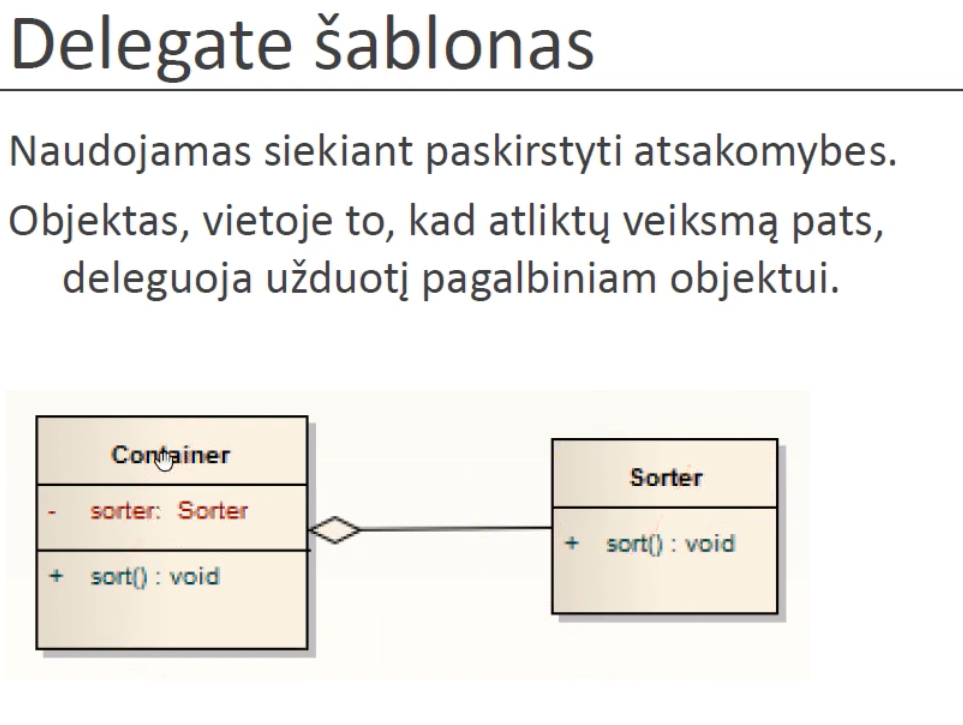 Delegate šablonas
Naudojamas siekiant paskirstyti atsakomybes.
Objektas, vietoje to, kad atliktų veiksmą pats,
deleguoja užduotį pagalbiniam objektui.
Container
- sorter: Sorter
+ sort() : void
Sorter
+ sort() : void